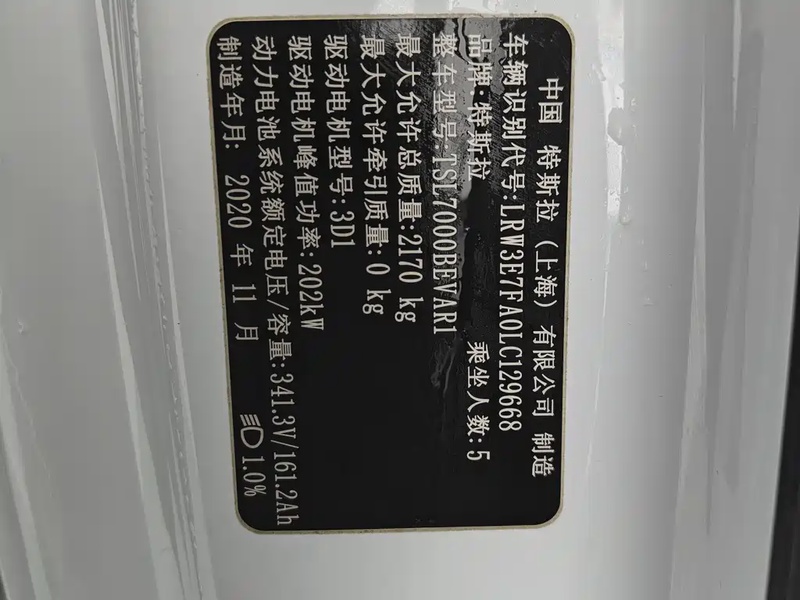 中国 特斯拉（上海）有限公司 制造
车辆识别代号:LRW3E7FA0LC129668
品牌:特斯拉 乘坐人数:5
整车型号:TSL7000BEVAR1
最大允许总质量:2170 kg
最大允许牵引质量:0 kg
驱动电机型号:3D1
驱动电机峰值功率:202kW
动力电池系统额定电压/容量:341.3V/161.2Ah
制造年月: 2020 年 11 月 1.0%